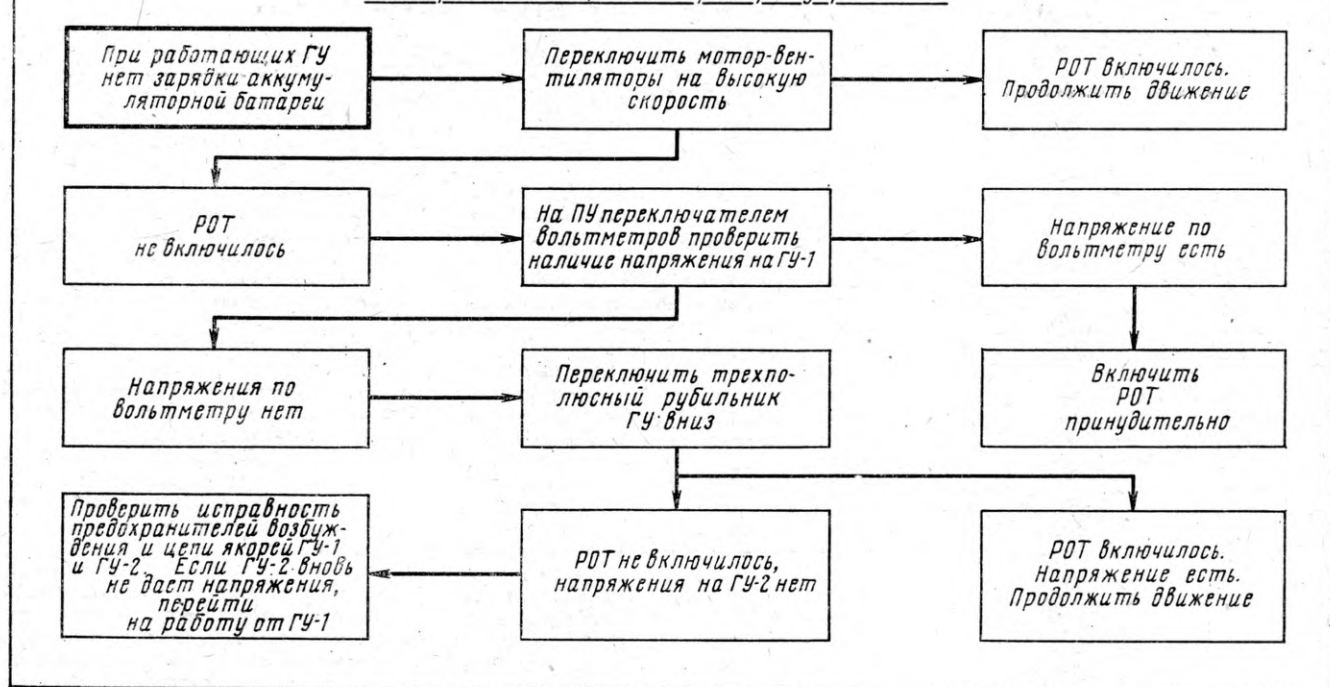 При работающих ГУ
нет зарядки аккуму-
ляторной батареи
Переключить мотор-вен-
тиляторы на высокую
скорость
РОТ включилось.
Продолжить движение
РОТ
не включилось
На ПУ переключателем
вольтметров проверить
наличие напряжения на ГУ-1
Напряжение по
вольтметру есть
Напряжения по
вольтметру нет
Переключить трехпо-
люсный рубильник
ГУ вниз
Включить
РОТ
принудительно
Проверить исправность
предохранителей возбуж-
дения и цепи якорей ГУ-1
и ГУ-2. Если ГУ-2 вновь
не дает напряжения,
перейти
на работу от ГУ-1
РОТ не включилось,
напряжения на ГУ-2 нет
РОТ включилось.
Напряжение есть.
Продолжить движение